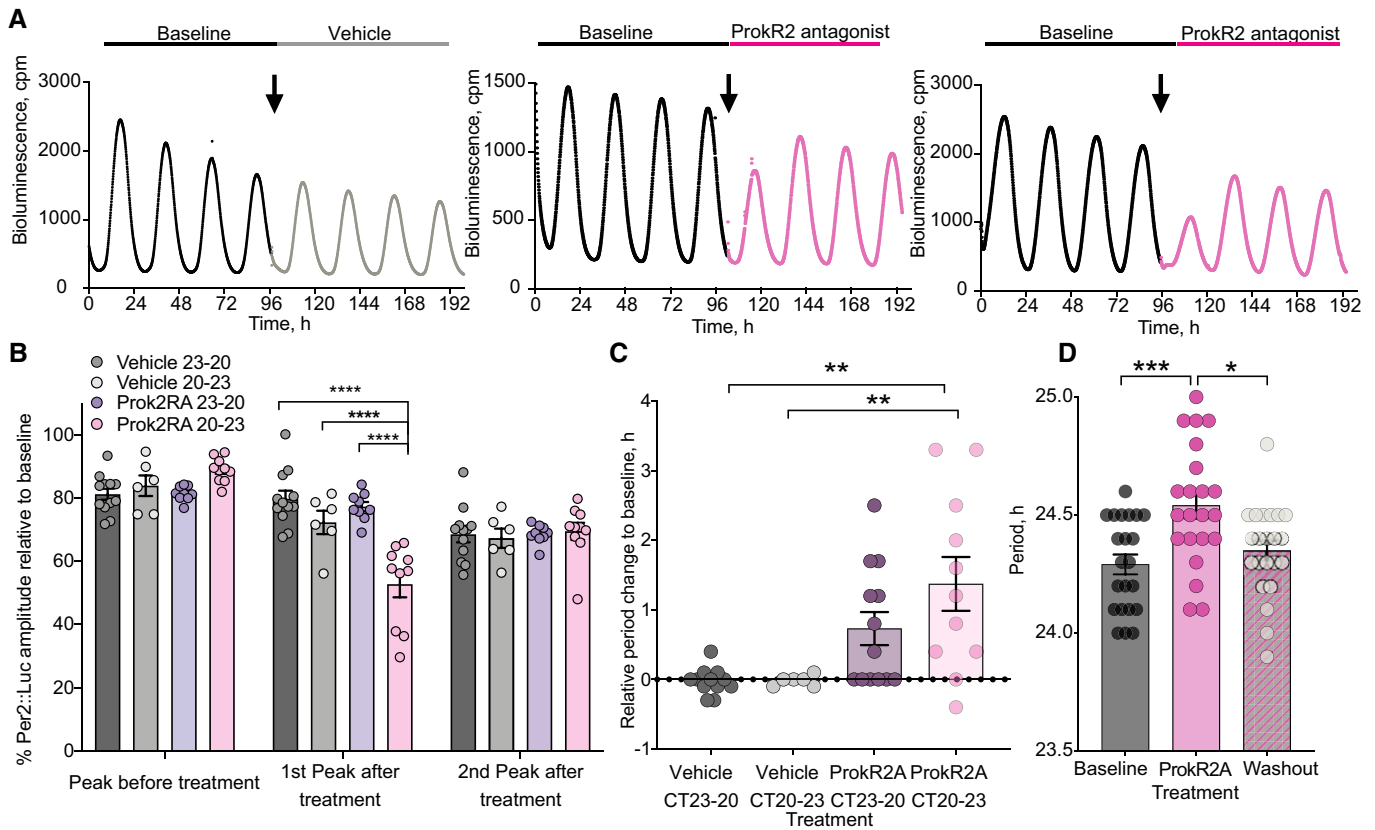 A
Baseline Vehicle
Bioluminescence, cpm
3000
2000
1000
0
0 24 48 72 96 120 144 168 192
Time, h
Baseline ProkR2 antagonist
Bioluminescence, cpm
1500
1000
500
0
0 24 48 72 96 120 144 168 192
Time, h
Baseline ProkR2 antagonist
Bioluminescence, cpm
3000
2000
1000
0
0 24 48 72 96 120 144 168 192
Time, h
B
Vehicle 23-20
Vehicle 20-23
Prok2RA 23-20
Prok2RA 20-23
% Per2::Luc amplitude relative to baseline
100
80
60
40
20
0
****
****
****
Peak before treatment
1st Peak after
treatment
2nd Peak after
treatment
C
**
**
Relative period change to baseline, h
4
3
2
1
0
-1
Vehicle Vehicle ProkR2A ProkR2A
CT23-20 CT20-23 CT23-20 CT20-23
Treatment
D
*** *
Period, h
25.0
24.5
24.0
23.5
Baseline ProkR2A Washout
Treatment